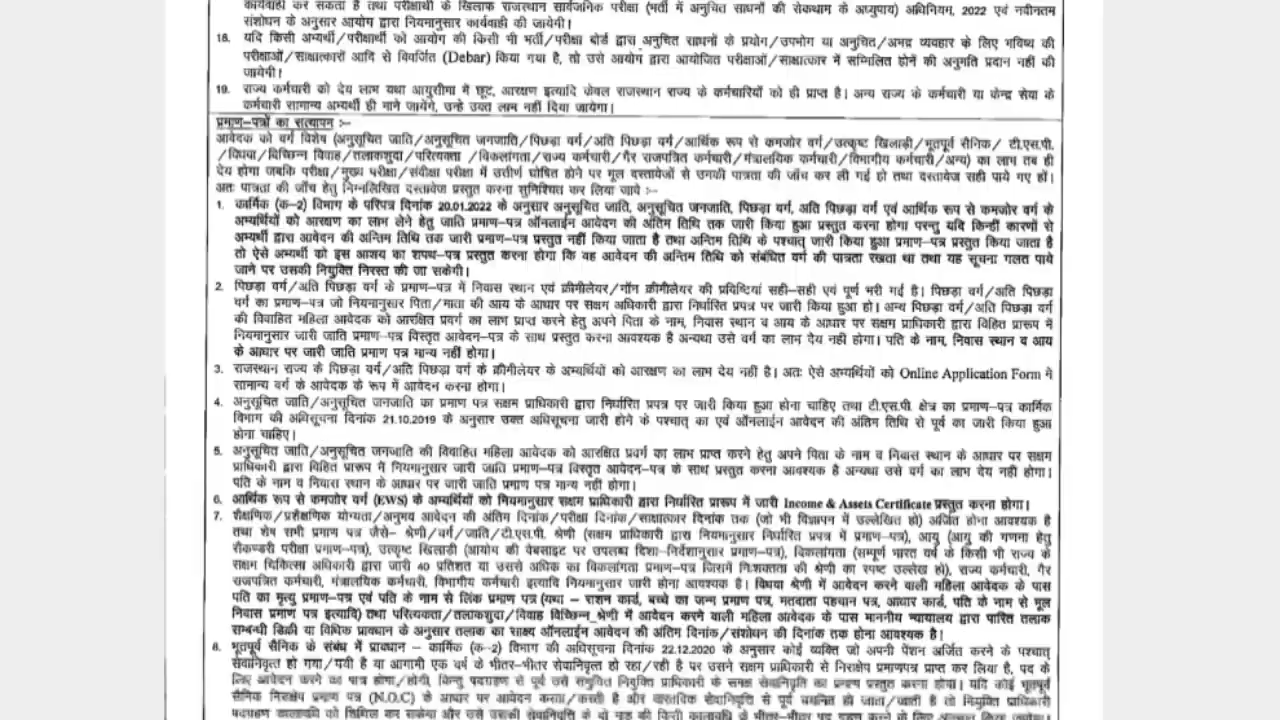 कार्यवाही कर सकता है तथा परीक्षार्थी के खिलाफ राजस्थान सार्वजनिक परीक्षा (भर्ती में अनुचित साधनों की रोकथाम के अध्युपाय) अधिनियम, 2022 एवं नवीनतम
संशोधन के अनुसार आयोग द्वारा नियमानुसार कार्यवाही की जायेगी।
18. यदि किसी अभ्यर्थी/परीक्षार्थी को आयोग की किसी भी भर्ती/परीक्षा बोर्ड द्वारा अनुचित साधनों के प्रयोग/उपभोग या अनुचित/अभद्र व्यवहार के लिए भविष्य की
परीक्षाओं/साक्षात्कारों आदि से विवर्जित (Debar) किया गया है, तो उसे आयोग द्वारा आयोजित परीक्षाओं/साक्षात्कार में सम्मिलित होनें की अनुमति प्रदान नहीं की
जायेगी।
19. राज्य कर्मचारी को देय लाभ यथा आयुसीमा में छूट, आरक्षण इत्यादि केवल राजस्थान राज्य के कर्मचारियों को ही प्राप्त है। अन्य राज्य के कर्मचारी या केन्द्र सेवा के
कर्मचारी सामान्य अभ्यर्थी ही माने जायेंगे, उन्हे उक्त लाभ नहीं दिया जायेगा।
प्रमाण–पत्रों का सत्यापन :–
आवेदक को वर्ग विशेष (अनुसूचित जाति/अनुसूचित जनजाति/पिछड़ा वर्ग/अति पिछड़ा वर्ग/आर्थिक रूप से कमजोर वर्ग/उत्कृष्ट खिलाड़ी/भूतपूर्व सैनिक/ टी.एस.पी.
/विधवा/विच्छिन्न विवाह/तलाकशुदा/परित्यक्ता /विकलांगता/राज्य कर्मचारी/गैर राजपत्रित कर्मचारी/मंत्रालयिक कर्मचारी/विभागीय कर्मचारी/अन्य) का लाभ तब ही
देय होगा जबकि परीक्षा/मुख्य परीक्षा/संवीक्षा परीक्षा में उत्तीर्ण घोषित होने पर मूल दस्तावेजों से उनकी पात्रता की जाँच कर ली गई हो तथा दस्तावेज सही पाये गए हों।
अतः पात्रता की जाँच हेतु निम्नलिखित दस्तावेज प्रस्तुत करना सुनिश्चित कर लिया जाये :–
1. कार्मिक (क–2) विभाग के परिपत्र दिनांक 20.01.2022 के अनुसार अनुसूचित जाति, अनुसूचित जनजाति, पिछड़ा वर्ग, अति पिछड़ा वर्ग एवं आर्थिक रूप से कमजोर वर्ग के
अभ्यर्थियों को आरक्षण का लाभ लेने हेतु जाति प्रमाण–पत्र ऑनलाईन आवेदन की अंतिम तिथि तक जारी किया हुआ प्रस्तुत करना होगा परन्तु यदि किन्हीं कारणों से
अभ्यर्थी द्वारा आवेदन की अन्तिम तिथि तक जारी प्रमाण–पत्र प्रस्तुत नहीं किया जाता है तथा अन्तिम तिथि के पश्चात् जारी किया हुआ प्रमाण–पत्र प्रस्तुत किया जाता है
तो ऐसे अभ्यर्थी को इस आशय का शपथ–पत्र प्रस्तुत करना होगा कि वह आवेदन की अन्तिम तिथि को संबंधित वर्ग की पात्रता रखता था तथा यह सूचना गलत पाये
जाने पर उसकी नियुक्ति निरस्त की जा सकेगी।
2. पिछड़ा वर्ग/अति पिछड़ा वर्ग के प्रमाण–पत्र में निवास स्थान एवं क्रीमीलेयर/नॉन क्रीमीलेयर की प्रविष्टियां सही–सही एवं पूर्ण भरी गई है। पिछड़ा वर्ग/अति पिछड़ा
वर्ग का प्रमाण–पत्र जो नियमानुसार पिता/माता की आय के आधार पर सक्षम अधिकारी द्वारा निर्धारित प्रपत्र पर जारी किया हुआ हो। अन्य पिछड़ा वर्ग/अति पिछड़ा वर्ग
की विवाहित महिला आवेदक को आरक्षित प्रवर्ग का लाभ प्राप्त करने हेतु अपने पिता के नाम, निवास स्थान व आय के आधार पर सक्षम प्राधिकारी द्वारा विहित प्रारूप में
नियमानुसार जारी जाति प्रमाण–पत्र विस्तृत आवेदन–पत्र के साथ प्रस्तुत करना आवश्यक है अन्यथा उसे वर्ग का लाभ देय नही होगा। पति के नाम, निवास स्थान व आय
के आधार पर जारी जाति प्रमाण पत्र मान्य नहीं होगा।
3. राजस्थान राज्य के पिछड़ा वर्ग/अति पिछड़ा वर्ग के क्रीमीलेयर के अभ्यर्थियों को आरक्षण का लाभ देय नहीं है। अतः ऐसे अभ्यर्थियों को Online Application Form में
सामान्य वर्ग के आवेदक के रूप में आवेदन करना होगा।
4. अनुसूचित जाति/अनुसूचित जनजाति का प्रमाण पत्र सक्षम प्राधिकारी द्वारा निर्धारित प्रपत्र पर जारी किया हुआ होना चाहिए तथा टी.एस.पी क्षेत्र का प्रमाण–पत्र कार्मिक
विभाग की अधिसूचना दिनांक 21.10.2019 के अनुसार उक्त अधिसूचना जारी होने के पश्चात् का एवं ऑनलाईन आवेदन की अंतिम तिथि से पूर्व का जारी किया हुआ
होना चाहिए।
5. अनुसूचित जाति/अनुसूचित जनजाति की विवाहित महिला आवेदक को आरक्षित प्रवर्ग का लाभ प्राप्त करने हेतु अपने पिता के नाम व निवास स्थान के आधार पर सक्षम
प्राधिकारी द्वारा विहित प्रारूप में नियमानुसार जारी जाति प्रमाण–पत्र विस्तृत आवेदन–पत्र के साथ प्रस्तुत करना आवश्यक है अन्यथा उसे वर्ग का लाभ देय नही होगा।
पति के नाम व निवास स्थान के आधार पर जारी जाति प्रमाण पत्र मान्य नहीं होगा।
6. आर्थिक रूप से कमजोर वर्ग (EWS) के अभ्यर्थियों को नियमानुसार सक्षम प्राधिकारी द्वारा निर्धारित प्रारूप में जारी Income & Assets Certificate प्रस्तुत करना होगा।
7. शैक्षणिक/प्रशैक्षणिक योग्यता/अनुभव आवेदन की अंतिम दिनांक/परीक्षा दिनांक/साक्षात्कार दिनांक तक (जो भी विज्ञापन में उल्लेखित हो) अर्जित होना आवश्यक है
तथा शेष सभी प्रमाण पत्र जैसे– श्रेणी/वर्ग/जाति/टी.एस.पी. श्रेणी (सक्षम प्राधिकारी द्वारा नियमानुसार निर्धारित प्रपत्र में प्रमाण–पत्र), आयु (आयु की गणना हेतु
सैकण्डरी परीक्षा प्रमाण–पत्र), उत्कृष्ट खिलाड़ी (आयोग की वेबसाइट पर उपलब्ध दिशा–निर्देशानुसार प्रमाण–पत्र), विकलांगता (सम्पूर्ण भारत वर्ष के किसी भी राज्य के
सक्षम चिकित्सा अधिकारी द्वारा जारी 40 प्रतिशत या उससे अधिक का विकलांगता प्रमाण–पत्र जिसमें निःशक्तता की श्रेणी का स्पष्ट उल्लेख हो), राज्य कर्मचारी, गैर
राजपत्रित कर्मचारी, मंत्रालयिक कर्मचारी, विभागीय कर्मचारी इत्यादि नियमानुसार जारी होना आवश्यक है। विधवा श्रेणी में आवेदन करने वाली महिला आवेदक के पास
पति का मृत्यु प्रमाण–पत्र एवं पति के नाम से लिंक प्रमाण पत्र (यथा – राशन कार्ड, बच्चे का जन्म प्रमाण पत्र, मतदाता पहचान पत्र, आधार कार्ड, पति के नाम से मूल
निवास प्रमाण पत्र इत्यादि) तथा परित्यक्ता/तलाकशुदा/विवाह विच्छिन्न श्रेणी में आवेदन करने वाली महिला आवेदक के पास माननीय न्यायालय द्वारा पारित तलाक
सम्बन्धी डिक्री या विधिक प्रावधान के अनुसार तलाक का साक्ष्य ऑनलाईन आवेदन की अंतिम दिनांक/संशोधन की दिनांक तक होना आवश्यक है।
8. भूतपूर्व सैनिक के संबंध में प्रावधान – कार्मिक (क–2) विभाग की अधिसूचना दिनांक 22.12.2020 के अनुसार कोई व्यक्ति जो अपनी पेंशन अर्जित करने के पश्चात्
सेवानिवृत्त हो गया/गयी है या आगामी एक वर्ष के भीतर–भीतर सेवानिवृत्त हो रहा/रही है पर उसने सक्षम प्राधिकारी से निराक्षेप प्रमाणपत्र प्राप्त कर लिया है, पद के
लिए आवेदन करने का पात्र होगा/होगी, किन्तु पदग्रहण से पूर्व उसे समुचित नियुक्ति प्राधिकारी के समक्ष सेवानिवृति का प्रमाण प्रस्तुत करना होगा। यदि कोई भूतपूर्व
सैनिक निराक्षेप प्रमाण पत्र (N.O.C) के आधार पर आवेदन करता/करती है और वास्तविक सेवानिवृति से पूर्व चयनित हो जाता/जाती है तो नियुक्ति प्राधिकारी